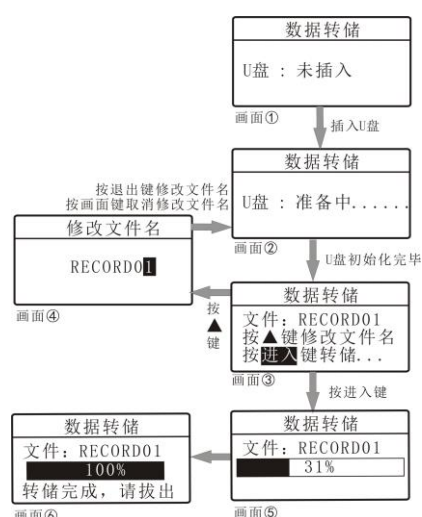 数据转储
U盘 : 未插入
画面①
插入U盘
数据转储
U盘 : 准备中......
画面②
按退出键修改文件名
按画面键取消修改文件名
修改文件名
RECORD01
画面④
U盘初始化完毕
按
▲
键
数据转储
文件: RECORD01
按▲键修改文件名
按进入键转储...
画面③
按进入键
数据转储
文件: RECORD01
31%
画面⑤
数据转储
文件: RECORD01
100%
转储完成, 请拔出
画面⑥